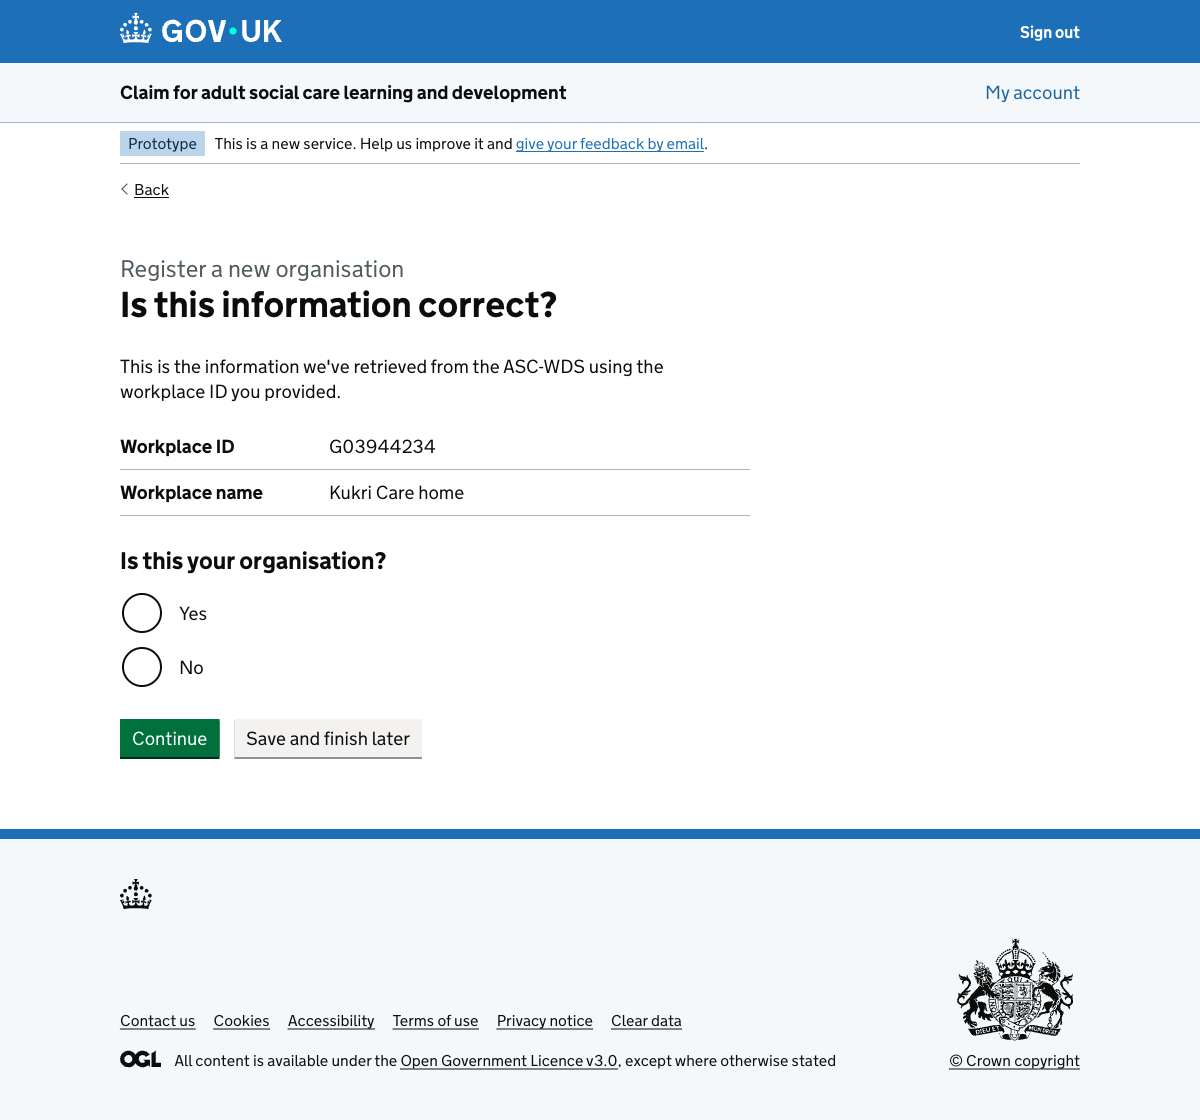 GOV·UK
Sign out
Claim for adult social care learning and development
My account
Prototype
This is a new service. Help us improve it and give your feedback by email.
Back
Register a new organisation
Is this information correct?
This is the information we've retrieved from the ASC-WDS using the
workplace ID you provided.
Workplace ID G03944234
Workplace name Kukri Care home
Is this your organisation?
Yes
No
Continue
Save and finish later
Contact us Cookies Accessibility Terms of use Privacy notice Clear data
OGL All content is available under the Open Government Licence v3.0, except where otherwise stated
DIEU ET MON DROIT
© Crown copyright